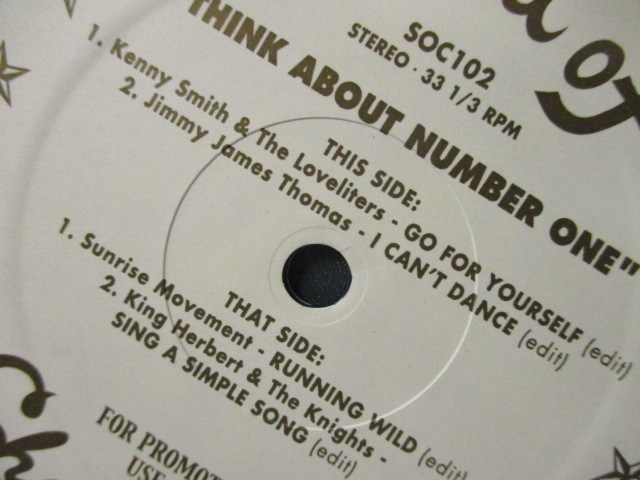 of
SOC102
STEREO · 33 1/3 RPM
THINK ABOUT NUMBER ONE"
THIS SIDE:
1. Kenny Smith & The Loveliters - GO FOR YOURSELF (edit)
2. Jimmy James Thomas - I CAN'T DANCE (edit)
THAT SIDE:
1. Sunrise Movement - RUNNING WILD (edit)
2. King Herbert & The Knights -
SING A SIMPLE SONG (edit)
FOR
USE